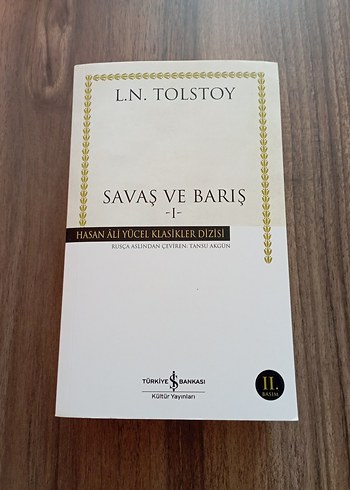 L.N. TOLSTOY
SAVAŞ VE BARIŞ
-I-
HASAN ÂLİ YÜCEL KLASİKLER DİZİSİ
RUSÇA ASLINDAN ÇEVİREN: TANSU AKGÜN
TÜRKİYE İŞ BANKASI
Kültür Yayınları
II.
BASIM